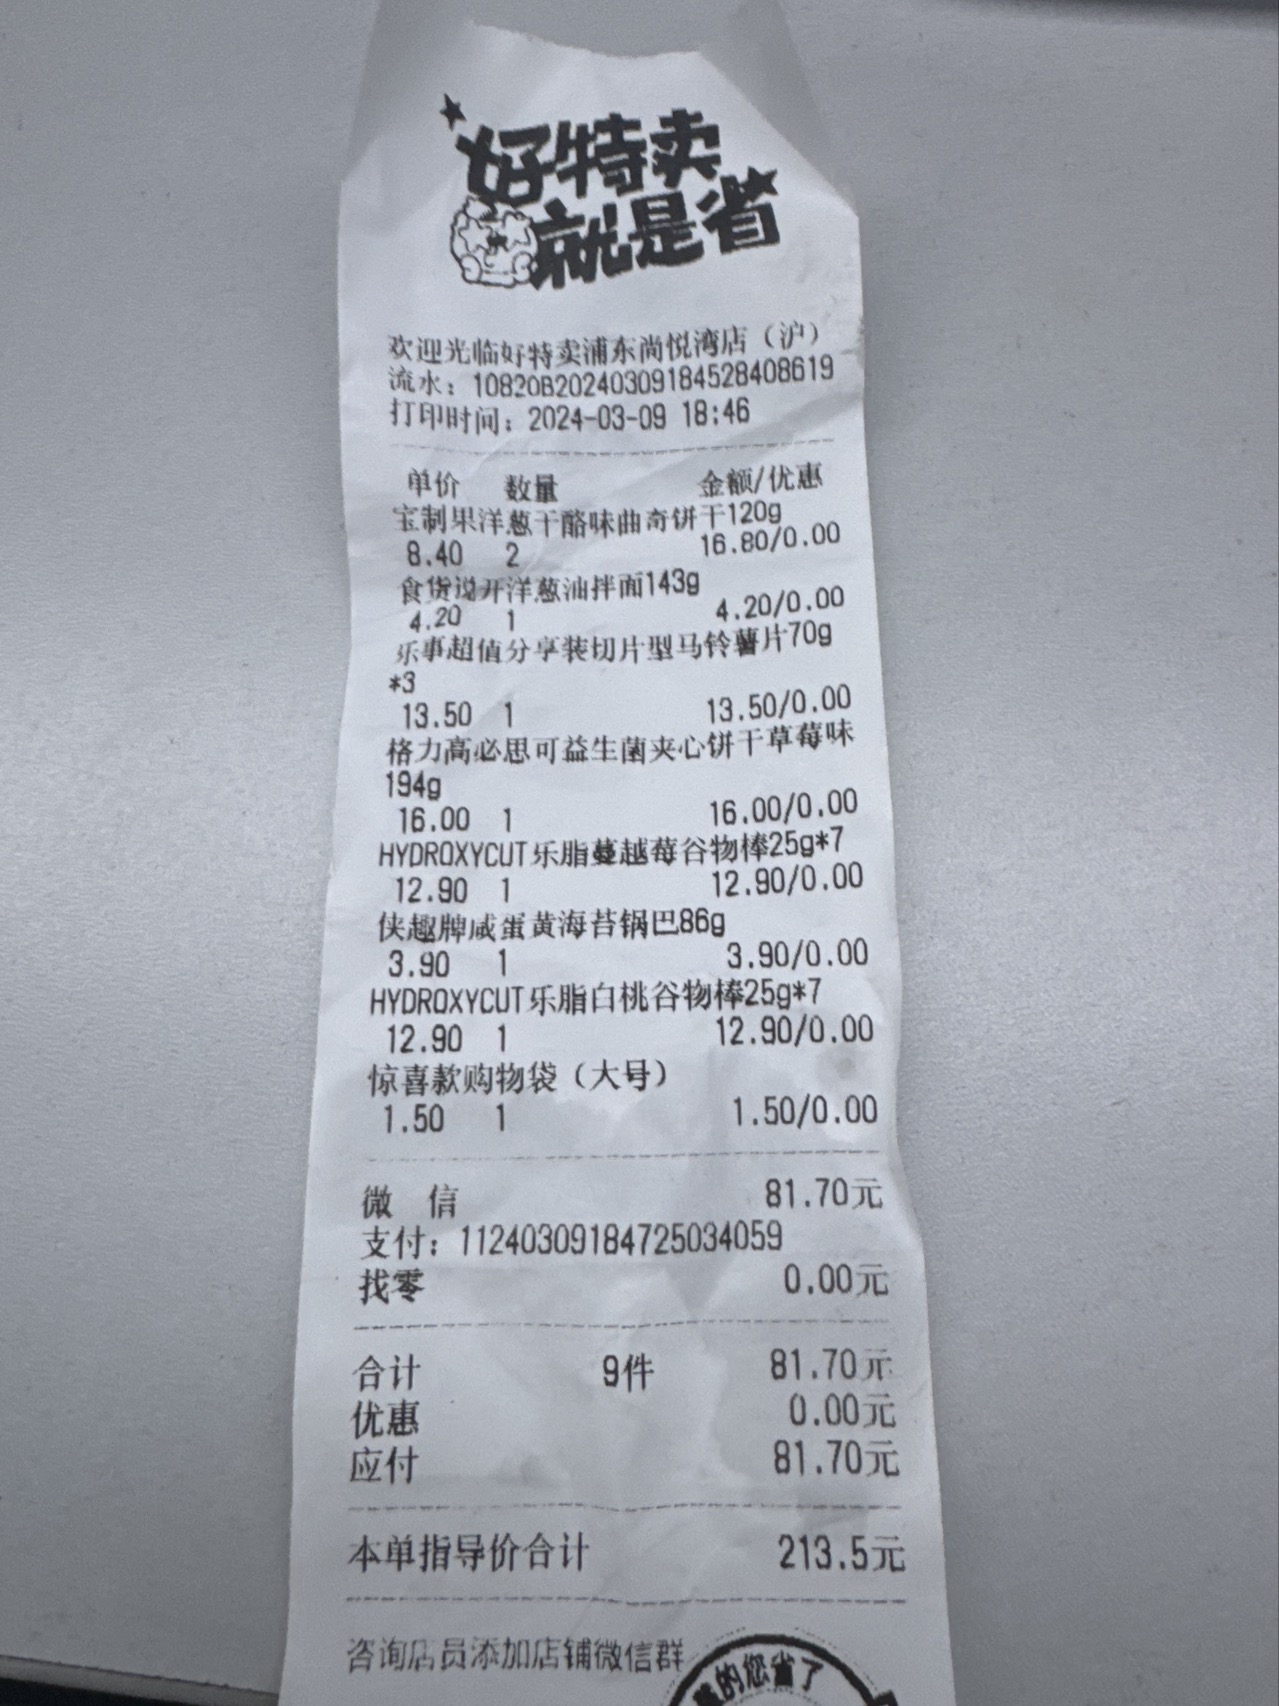 好特卖
就是省
欢迎光临好特卖浦东尚悦湾店（沪）
流水：10820B20240309184528408619
打印时间：2024-03-09 18:46
单价 数量 金额/优惠
宝制果洋葱干酪味曲奇饼干120g
8.40 2 16.80/0.00
食货说开洋葱油拌面143g
4.20 1 4.20/0.00
乐事超值分享装切片型马铃薯片70g
*3
13.50 1 13.50/0.00
格力高必思可益生菌夹心饼干草莓味
194g
16.00 1 16.00/0.00
HYDROXYCUT乐脂蔓越莓谷物棒25g*7
12.90 1 12.90/0.00
侠趣牌咸蛋黄海苔锅巴86g
3.90 1 3.90/0.00
HYDROXYCUT乐脂白桃谷物棒25g*7
12.90 1 12.90/0.00
惊喜款购物袋（大号）
1.50 1 1.50/0.00
微 信 81.70元
支付：11240309184725034059
找零 0.00元
合计 9件 81.70元
优惠 0.00元
应付 81.70元
本单指导价合计 213.5元
咨询店员添加店铺微信群
的您省了